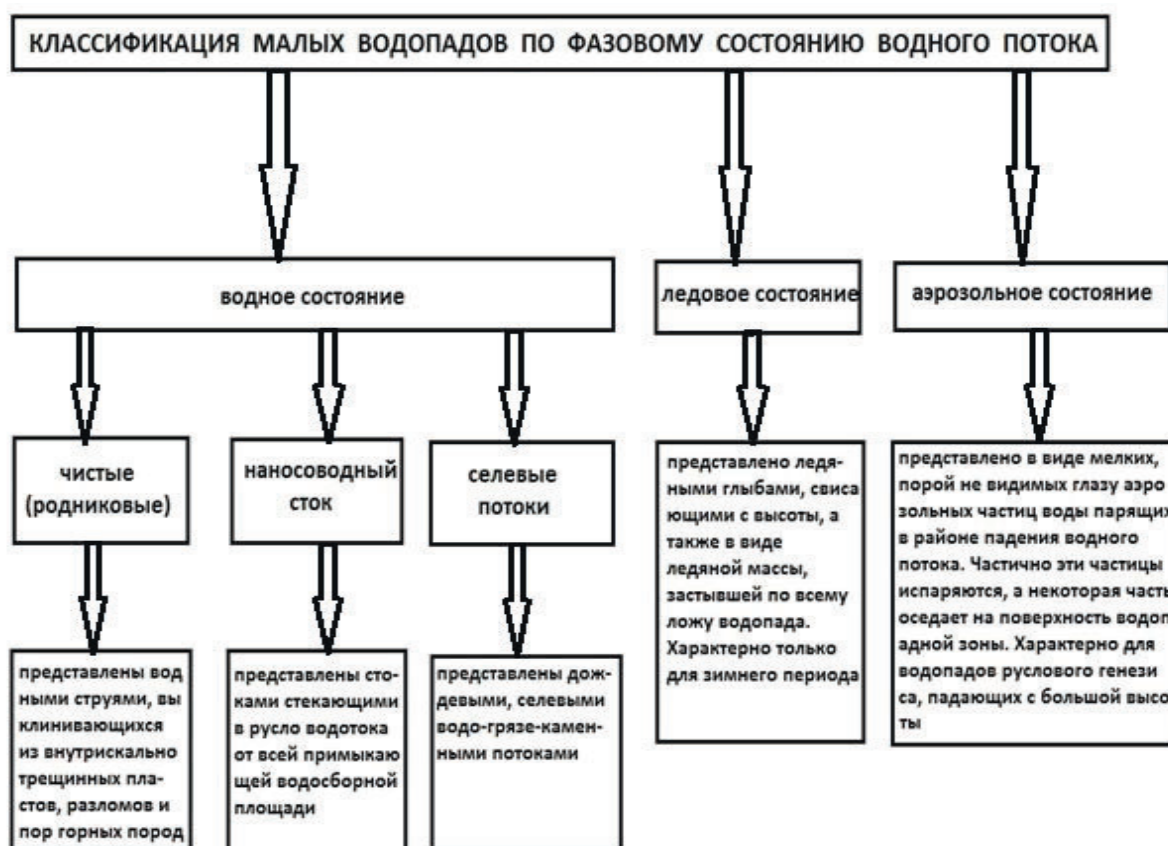 КЛАССИФИКАЦИЯ МАЛЫХ ВОДОПАДОВ ПО ФАЗОВОМУ СОСТОЯНИЮ ВОДНОГО ПОТОКА
водное состояние
ледовое состояние
аэрозольное состояние
чистые
(родниковые)
наносоводный
сток
селевые
потоки
представлено ледя-
ными глыбами, свиса
ющими с высоты, а
также в виде
ледяной массы,
застывшей по всему
ложу водопада.
Характерно только
для зимнего периода
представлено в виде мелких,
порой не видимых глазу аэро
зольных частиц воды парящих
в районе падения водного
потока. Частично эти частицы
испаряются, а некоторая часть
оседает на поверхность водоп
адной зоны. Характерно для
водопадов руслового генези
са, падающих с большой высо
ты
представлены вод
ными струями, вы
клинивающихся
из внутрискально
трещинных пла-
стов, разломов и
пор горных пород
представлены сто-
ками стекающими
в русло водотока
от всей примыкаю
щей водосборной
площади
представлены дож-
девыми, селевыми
водо-грязе-камен-
ными потоками